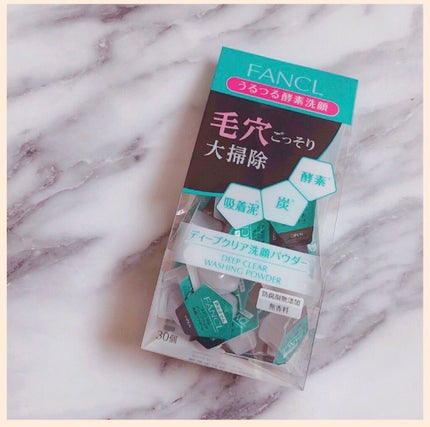 FANCL
うるつる酵素洗顔
毛穴ごっそり
大掃除
酵素
炭
吸着泥
ディープクリア洗顔パウダー
DEEP CLEAR
WASHING POWDER
防腐剤無添加
無香料
FANCL
30個